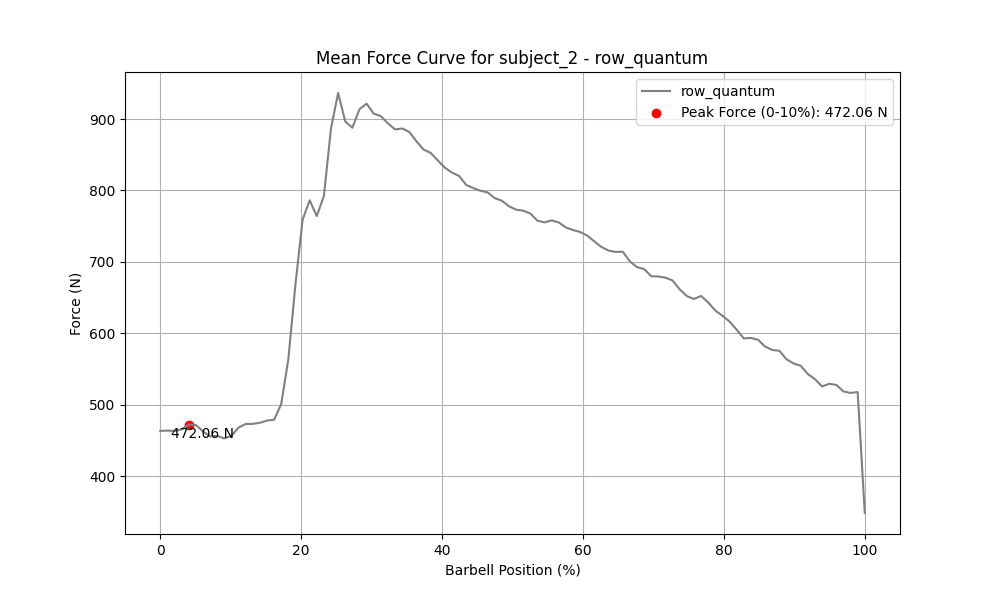 Mean Force Curve for subject_2 - row_quantum
row_quantum
Peak Force (0-10%): 472.06 N
900
800
700
600
500
400
Force (N)
472.06 N
0
20
40
60
80
100
Barbell Position (%)